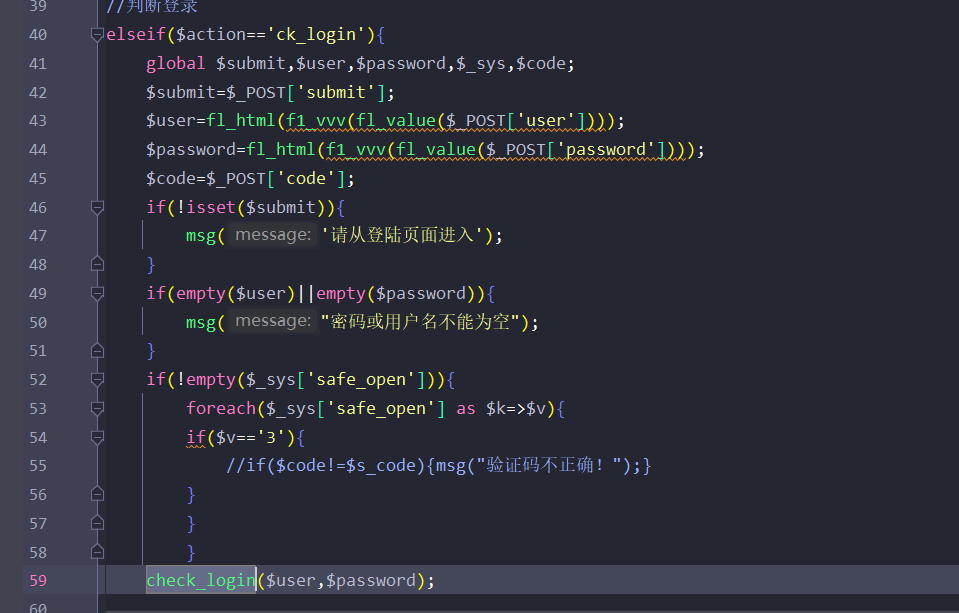 39 //判断登录
40 elseif($action=='ck_login'){
41 global $submit,$user,$password,$_sys,$code;
42 $submit=$_POST['submit'];
43 $user=fl_html(f1_vvv(fl_value($_POST['user'])));
44 $password=fl_html(f1_vvv(fl_value($_POST['password'])));
45 $code=$_POST['code'];
46 if(!isset($submit)){
47 msg( message: '请从登陆页面进入');
48 }
49 if(empty($user)||empty($password)){
50 msg( message: "密码或用户名不能为空");
51 }
52 if(!empty($_sys['safe_open'])){
53 foreach($_sys['safe_open'] as $k=>$v){
54 if($v=='3'){
55 //if($code!=$s_code){msg("验证码不正确！");}
56 }
57 }
58 }
59 check_login($user,$password);
60